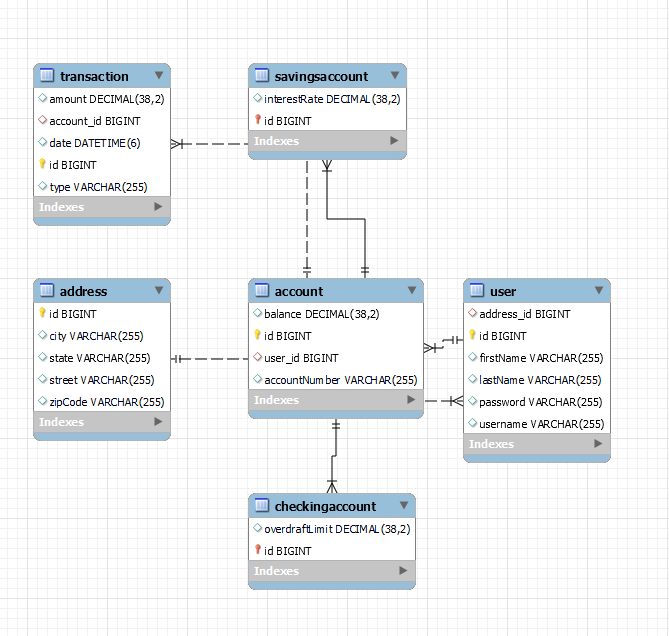 transaction
amount DECIMAL(38,2)
account_id BIGINT
date DATETIME(6)
id BIGINT
type VARCHAR(255)
Indexes
savingsaccount
interestRate DECIMAL(38,2)
id BIGINT
Indexes
address
id BIGINT
city VARCHAR(255)
state VARCHAR(255)
street VARCHAR(255)
zipCode VARCHAR(255)
Indexes
account
balance DECIMAL(38,2)
id BIGINT
user_id BIGINT
accountNumber VARCHAR(255)
Indexes
user
address_id BIGINT
id BIGINT
firstName VARCHAR(255)
lastName VARCHAR(255)
password VARCHAR(255)
username VARCHAR(255)
Indexes
checkingaccount
overdraftLimit DECIMAL(38,2)
id BIGINT
Indexes